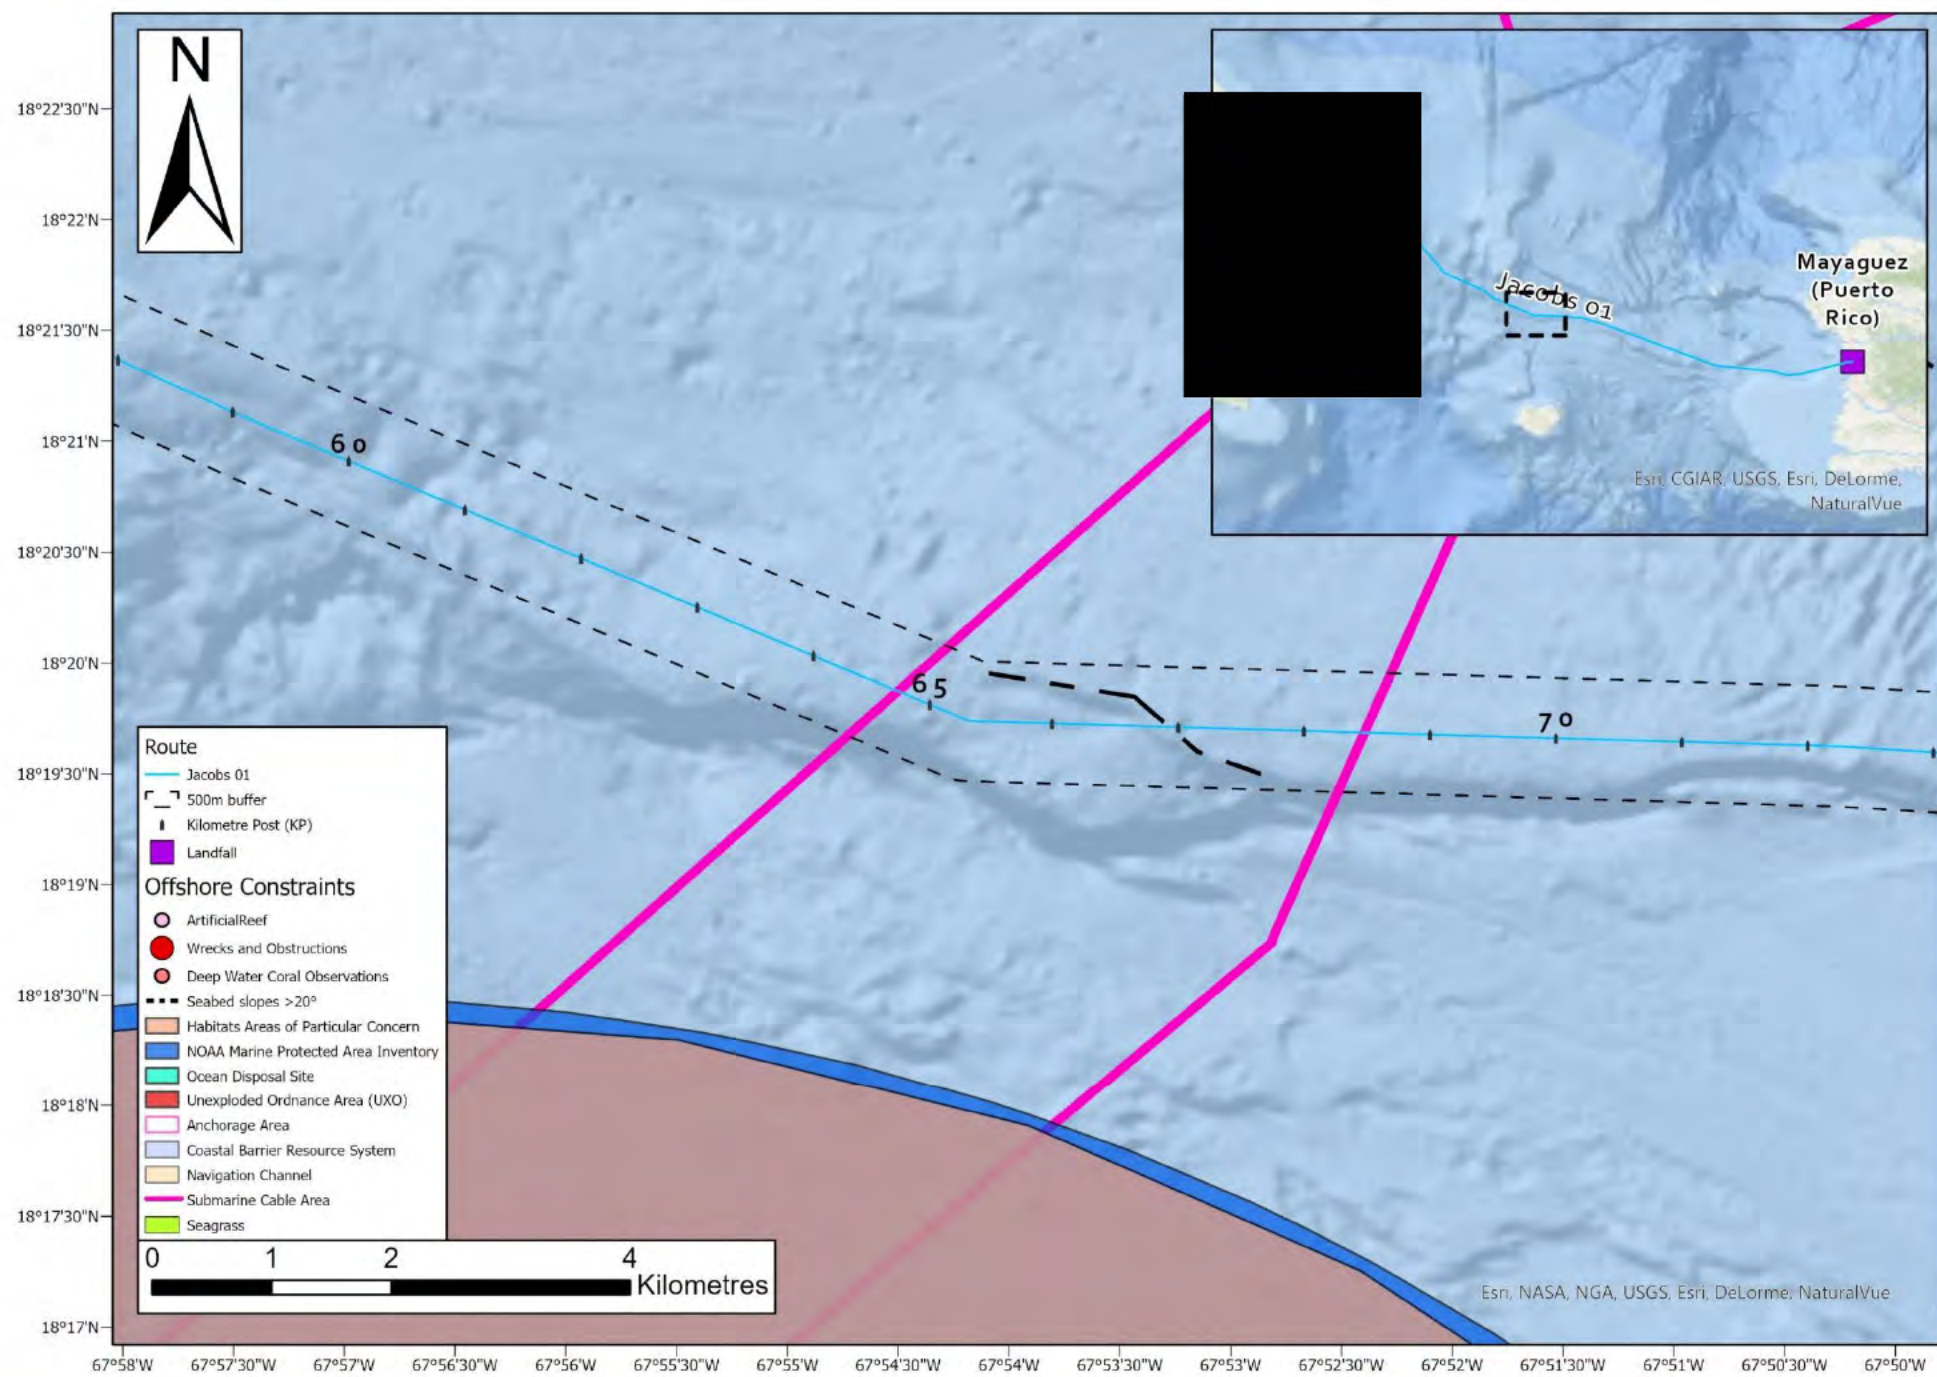 N
18°22'30"N
18°22'N
18°21'30"N
18°21'N
18°20'30"N
18°20'N
18°19'30"N
18°19'N
18°18'30"N
18°18'N
18°17'30"N
18°17'N
Jacobs 01
Mayaguez
(Puerto
Rico)
Esri, CGIAR, USGS, Esri, DeLorme,
NaturalVue
60
65
70
Route
Jacobs 01
500m buffer
Kilometre Post (KP)
Landfall
Offshore Constraints
ArtificialReef
Wrecks and Obstructions
Deep Water Coral Observations
Seabed slopes >20°
Habitats Areas of Particular Concern
NOAA Marine Protected Area Inventory
Ocean Disposal Site
Unexploded Ordnance Area (UXO)
Anchorage Area
Coastal Barrier Resource System
Navigation Channel
Submarine Cable Area
Seagrass
0 1 2 4
Kilometres
Esri, NASA, NGA, USGS, Esri, DeLorme, NaturalVue
67°58'W 67°57'30"W 67°57'W 67°56'30"W 67°56'W 67°55'30"W 67°55'W 67°54'30"W 67°54'W 67°53'30"W 67°53'W 67°52'30"W 67°52'W 67°51'30"W 67°51'W 67°50'30"W 67°50'W